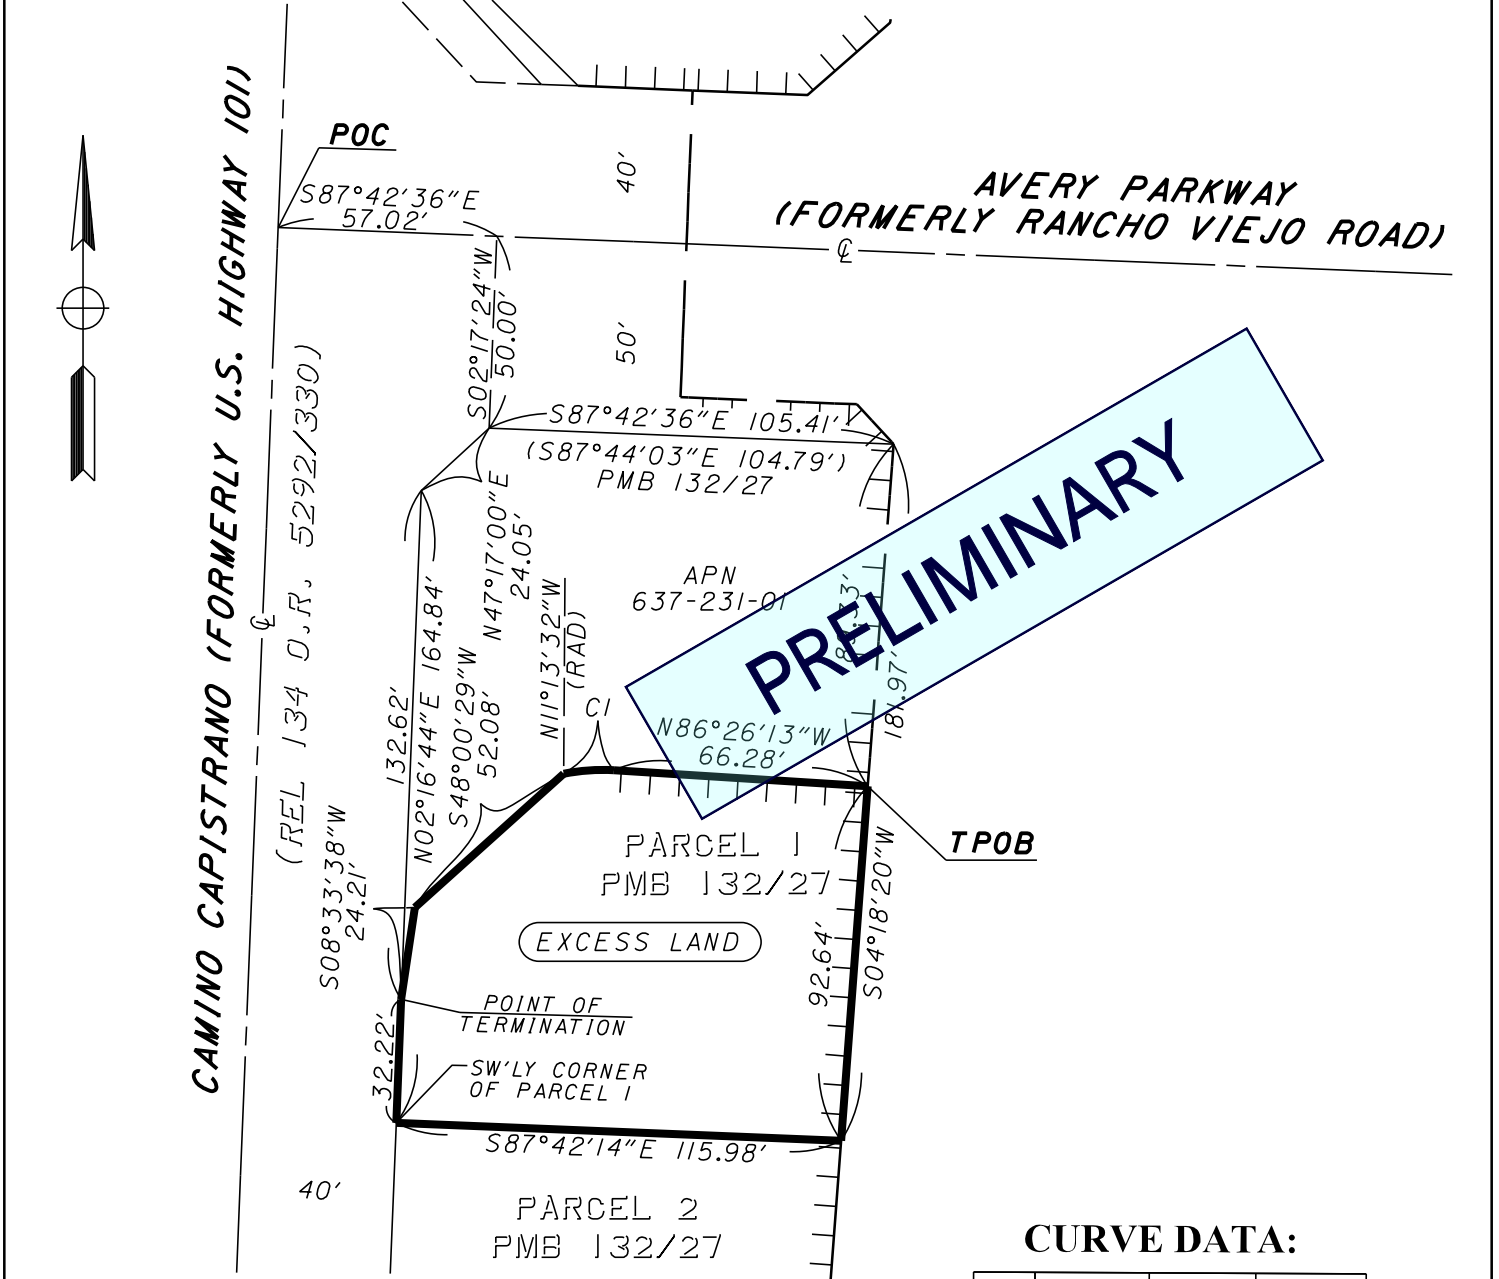 POC
S87°42'36"E
57.02'
40'
AVERY PARKWAY
(FORMERLY RANCHO VIEJO ROAD)
℄
CAMINO CAPISTRANO (FORMERLY U.S. HIGHWAY 101)
(REL 134 O.R. 5292/330)
℄
S02°17'24"W
50.00'
50'
S87°42'36"E 105.41'
(S87°44'03"E 104.79')
PMB 132/27
N47°17'00"E
24.05'
APN
637-231-01
PRELIMINARY
181.97'
N11°13'32"W
(RAD)
C1
N86°26'13"W
66.28'
132.62'
N02°16'44"E 164.84'
S48°00'29"W
52.08'
S08°33'38"W
24.21'
PARCEL 1
PMB 132/27
TPOB
EXCESS LAND
92.64'
S04°18'20"W
POINT OF
TERMINATION
32.22'
SW'LY CORNER
OF PARCEL 1
S87°42'14"E 115.98'
40'
PARCEL 2
PMB 132/27
CURVE DATA: